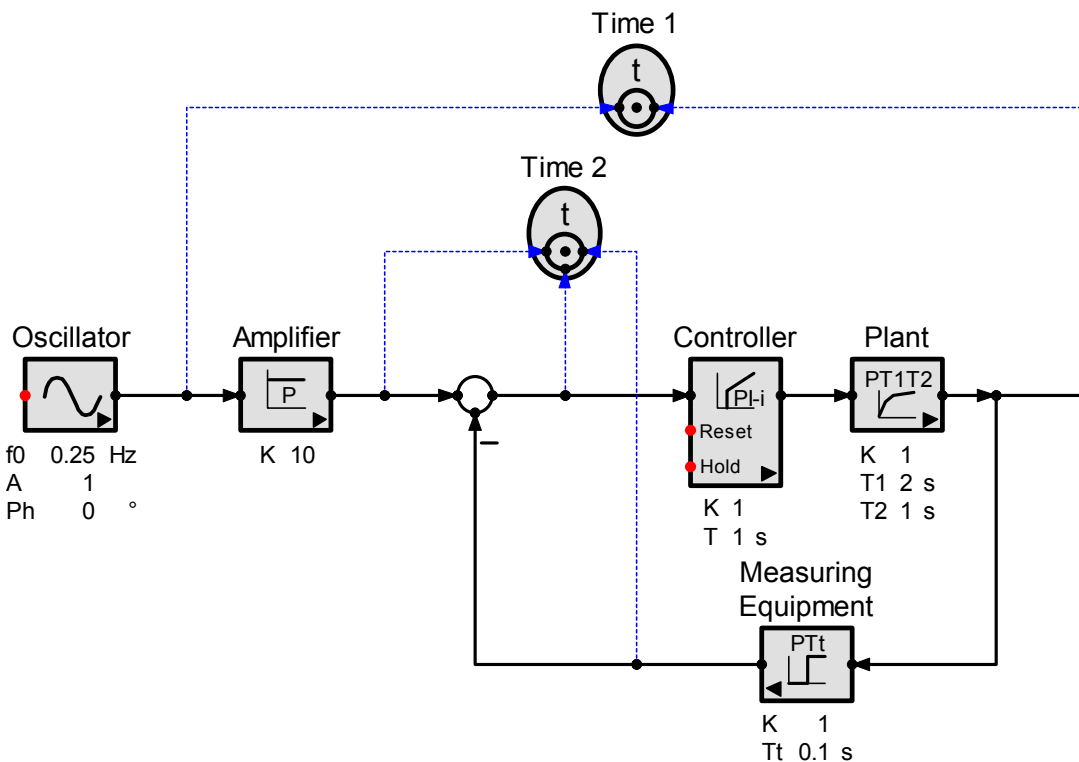 Time 1
t
Time 2
t
Oscillator
Amplifier
Controller
Plant
P
PI-i
Reset
Hold
PT1T2
f0 0.25 Hz
A 1
Ph 0 °
K 10
K 1
T 1 s
K 1
T1 2 s
T2 1 s
Measuring
Equipment
PTt
K 1
Tt 0.1 s